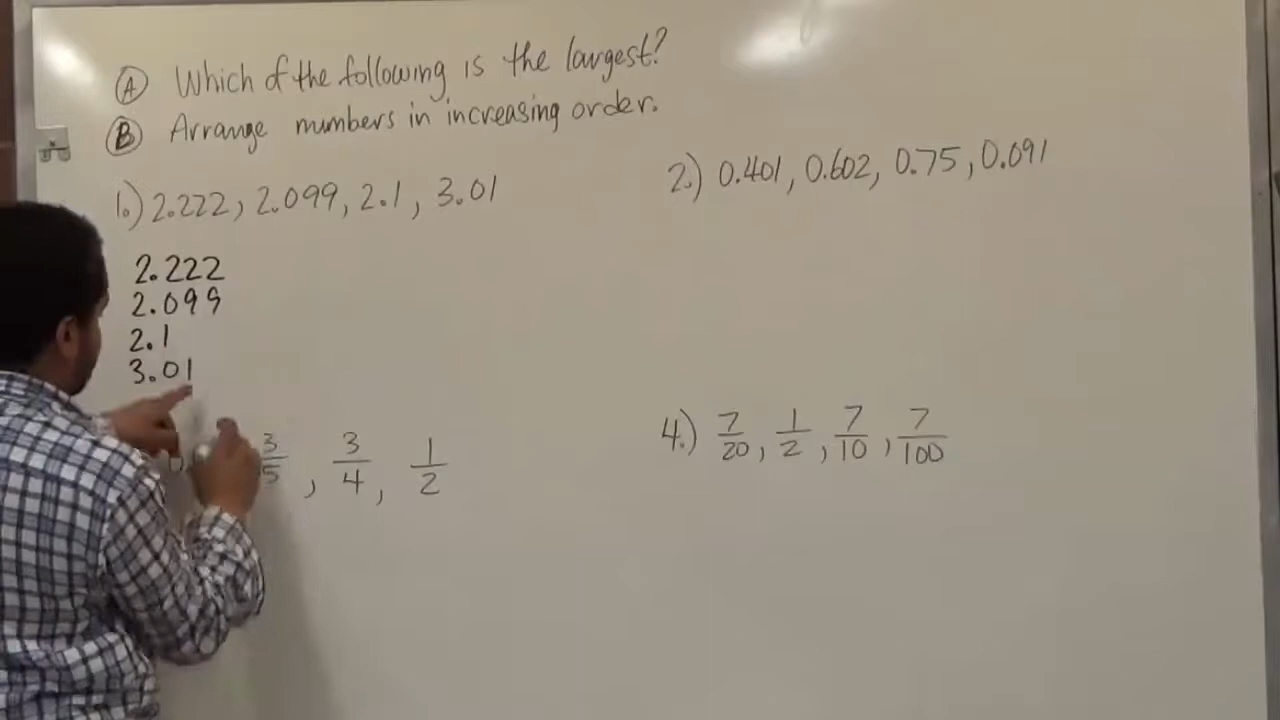 Ⓐ Which of the following is the largest?
Ⓑ Arrange numbers in increasing order.
1.) 2.222, 2.099, 2.1, 3.01
2.) 0.401, 0.602, 0.75, 0.091
2.222
2.099
2.1
3.01
3/5, 3/4, 1/2
4.) 7/20, 1/2, 7/10, 7/100